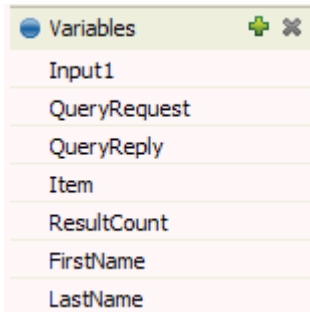 Variables
Input1
QueryRequest
QueryReply
Item
ResultCount
FirstName
LastName